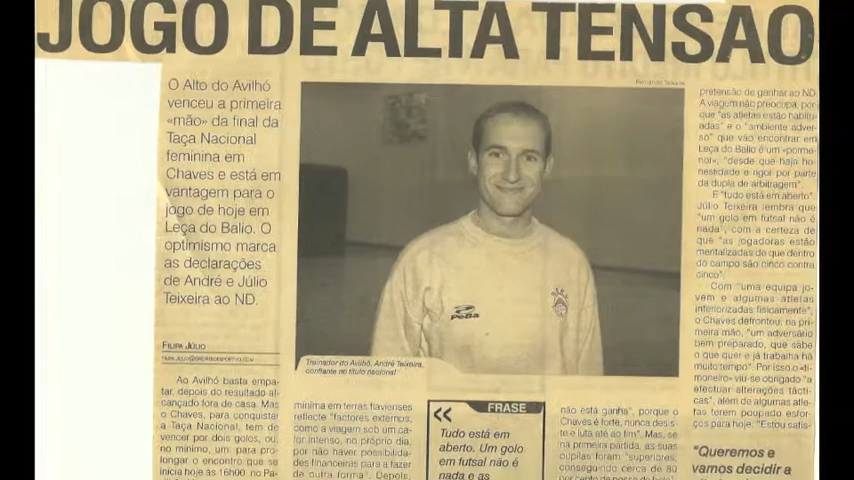 JOGO DE ALTA TENSÃO
O Alto do Avilhó
venceu a primeira
«mão» da final da
Taça Nacional
feminina em
Chaves e está em
vantagem para o
jogo de hoje em
Leça do Balio. O
optimismo marca
as declarações
de André e Júlio
Teixeira ao ND.
FILIPA JÚLIO
Ao Avilhó basta empa-
tar, depois do resultado al-
cançado fora de casa. Mas
o Chaves, para conquistar
a Taça Nacional, tem de
vencer por dois golos, ou,
no mínimo, um, para pro-
longar o encontro que se
inicia hoje às 16h00 no Pa-
Fernando Teixeira
PeBa
Treinador do Avilhó, André Teixeira,
confiante no título nacional
mínima em terras flavienses
reflecte "factores externos,
como a viagem sob um ca-
lor intenso, no próprio dia,
por não haver possibilida-
des financeiras para a fazer
de outra forma". Depois,
FRASE
<<
Tudo está em
aberto. Um golo
em futsal não é
nada e as
não está ganha", porque o
Chaves é forte, nunca desis-
te e luta até ao fim". Mas, se
na primeira partida, as suas
pupilas foram "superiores,
conseguindo cerca de 80
por cento de posse de bola",
pretensão de ganhar ao ND.
A viagem não preocupa, por-
que "as atletas estão habitu-
adas" e o "ambiente adver-
so" que vão encontrar em
Leça do Balio é um «pormenor»,
"desde que haja ho-
nestidade e rigor por parte
da dupla de arbitragem".
E "tudo está em aberto".
Júlio Teixeira lembra que
"um golo em futsal não é
nada", com a certeza de
que "as jogadoras estão
mentalizadas de que dentro
do campo são cinco contra
cinco".
Com "uma equipa jo-
vem e algumas atletas
inferiorizadas fisicamente",
o Chaves defrontou, na pri-
meira mão, "um adversário
bem preparado, que sabe
o que quer e já trabalha há
muito tempo". Por isso o «ti-
moneiro» viu-se obrigado "a
efectuar alterações tácti-
cas", além de algumas atle-
tas terem poupado esfor-
ços para hoje. "Estou satis-
"Queremos e
vamos decidir a